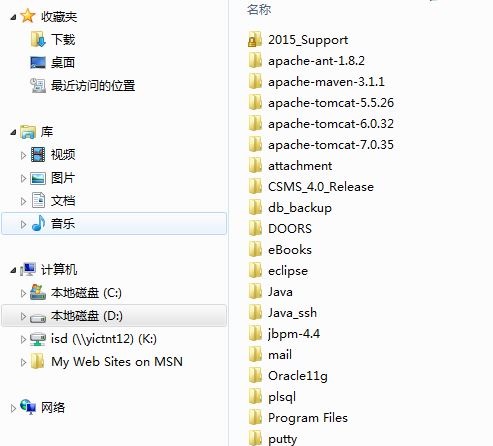 收藏夹
下载
桌面
最近访问的位置
库
视频
图片
文档
音乐
计算机
本地磁盘 (C:)
本地磁盘 (D:)
isd (\\yictnt12) (K:)
My Web Sites on MSN
网络
名称
2015_Support
apache-ant-1.8.2
apache-maven-3.1.1
apache-tomcat-5.5.26
apache-tomcat-6.0.32
apache-tomcat-7.0.35
attachment
CSMS_4.0_Release
db_backup
DOORS
eBooks
eclipse
Java
Java_ssh
jbpm-4.4
mail
Oracle11g
plsql
Program Files
putty